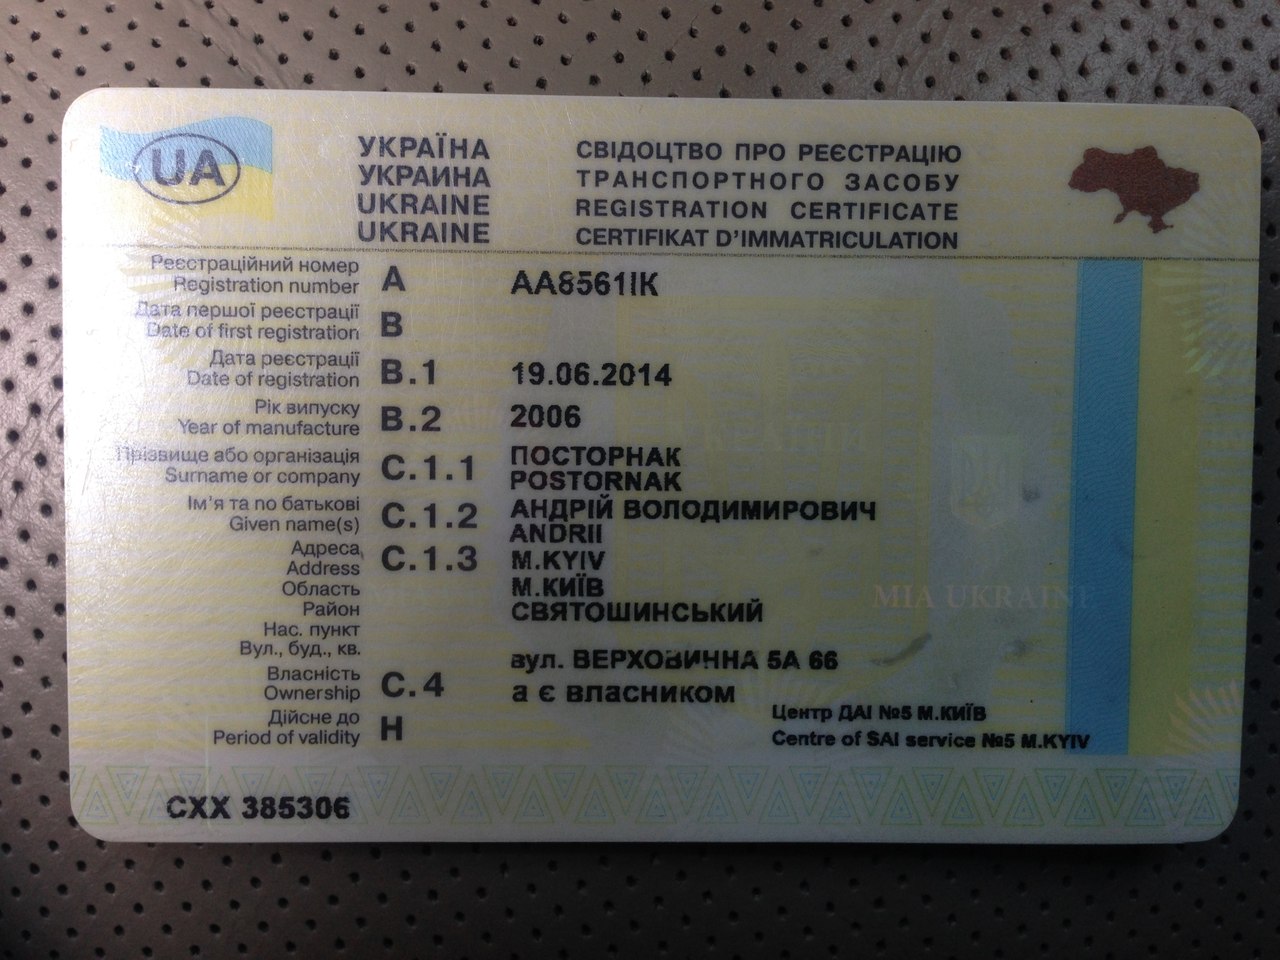 UA
УКРАЇНА СВІДОЦТВО ПРО РЕЄСТРАЦІЮ
УКРАИНА ТРАНСПОРТНОГО ЗАСОБУ
UKRAINE REGISTRATION CERTIFICATE
UKRAINE CERTIFIKAT D'IMMATRICULATION
Реєстраційний номер
Registration number A АА8561ІК
Дата першої реєстрації
Date of first registration B
Дата реєстрації
Date of registration B.1 19.06.2014
Рік випуску
Year of manufacture B.2 2006
Прізвище або організація C.1.1 ПОСТОРНАК
Surname or company POSTORNAK
Ім'я та по батькові C.1.2 АНДРІЙ ВОЛОДИМИРОВИЧ
Given name(s) ANDRII
Адреса C.1.3 M.KYIV
Address
Область М.КИЇВ
Район СВЯТОШИНСЬКИЙ
Нас. пункт
Вул., буд., кв. вул. ВЕРХОВИННА 5А 66
Власність
Ownership C.4 а є власником
Дійсне до Центр ДАІ №5 М.КИЇВ
Period of validity H Centre of SAI service №5 M.KYIV
MIA UKRAINE
СХХ 385306